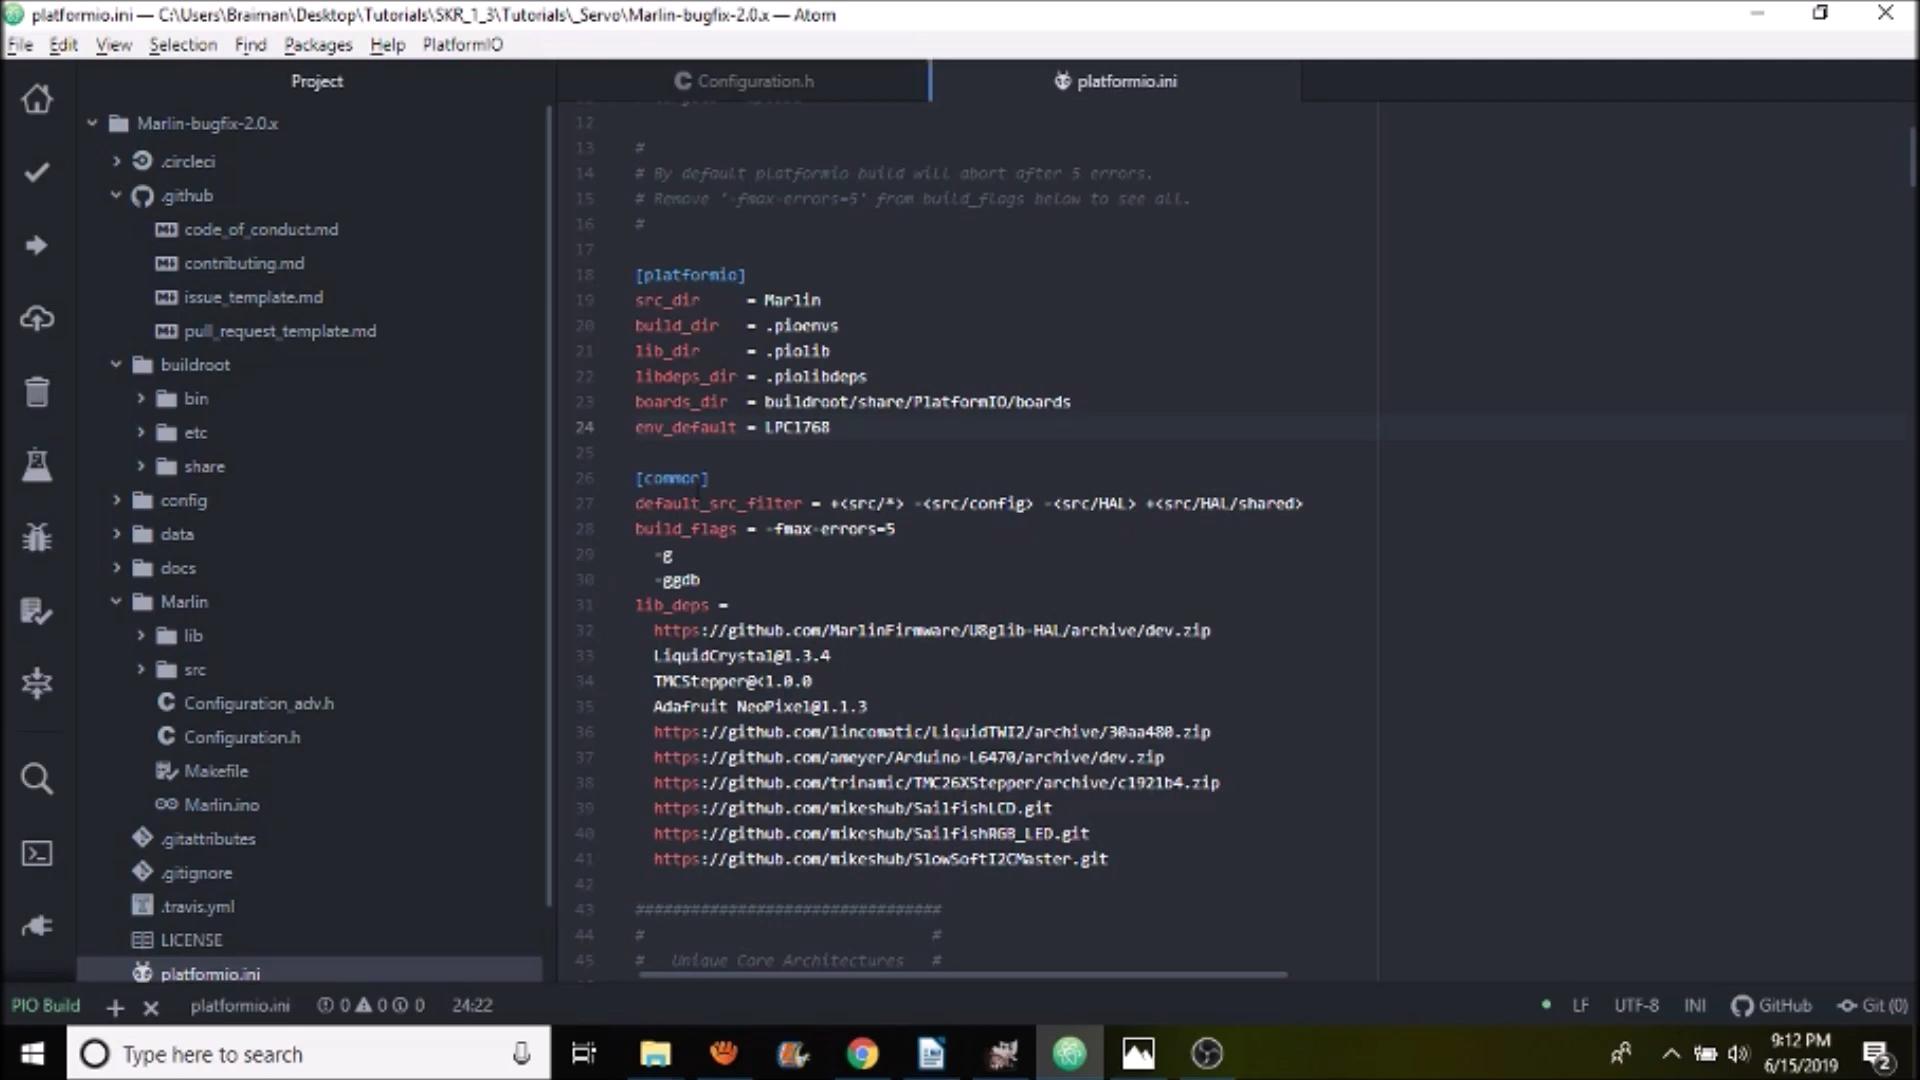 platformio.ini — C:\Users\Braiman\Desktop\Tutorials\SKR_1_3\Tutorials\_Servo\Marlin-bugfix-2.0.x — Atom
File Edit View Selection Find Packages Help PlatformIO
Project
Marlin-bugfix-2.0.x
.circleci
.github
code_of_conduct.md
contributing.md
issue_template.md
pull_request_template.md
buildroot
bin
etc
share
config
data
docs
Marlin
lib
src
Configuration_adv.h
Configuration.h
Makefile
Marlin.ino
.gitattributes
.gitignore
.travis.yml
LICENSE
platformio.ini
Configuration.h platformio.ini
12
13 #
14 # By default platformio build will abort after 5 errors.
15 # Remove '-fmax-errors=5' from build_flags below to see all.
16 #
17
18 [platformio]
19 src_dir = Marlin
20 build_dir = .pioenvs
21 lib_dir = .piolib
22 libdeps_dir = .piolibdeps
23 boards_dir = buildroot/share/PlatformIO/boards
24 env_default = LPC1768
25
26 [common]
27 default_src_filter = +<src/*> -<src/config> -<src/HAL> +<src/HAL/shared>
28 build_flags = -fmax-errors=5
29 -g
30 -ggdb
31 lib_deps =
32 https://github.com/MarlinFirmware/U8glib-HAL/archive/dev.zip
33 LiquidCrystal@1.3.4
34 TMCStepper@<1.0.0
35 Adafruit NeoPixel@1.1.3
36 https://github.com/lincomatic/LiquidTWI2/archive/30aa480.zip
37 https://github.com/ameyer/Arduino-L6470/archive/dev.zip
38 https://github.com/trinamic/TMC26XStepper/archive/c1921b4.zip
39 https://github.com/mikeshub/SailfishLCD.git
40 https://github.com/mikeshub/SailfishRGB_LED.git
41 https://github.com/mikeshub/SlowSoftI2CMaster.git
42
43 #################################
44 # #
45 # Unique Core Architectures #
PIO Build platformio.ini 0 0 0 24:22 LF UTF-8 INI GitHub Git (0)
Type here to search
9:12 PM
6/15/2019
2